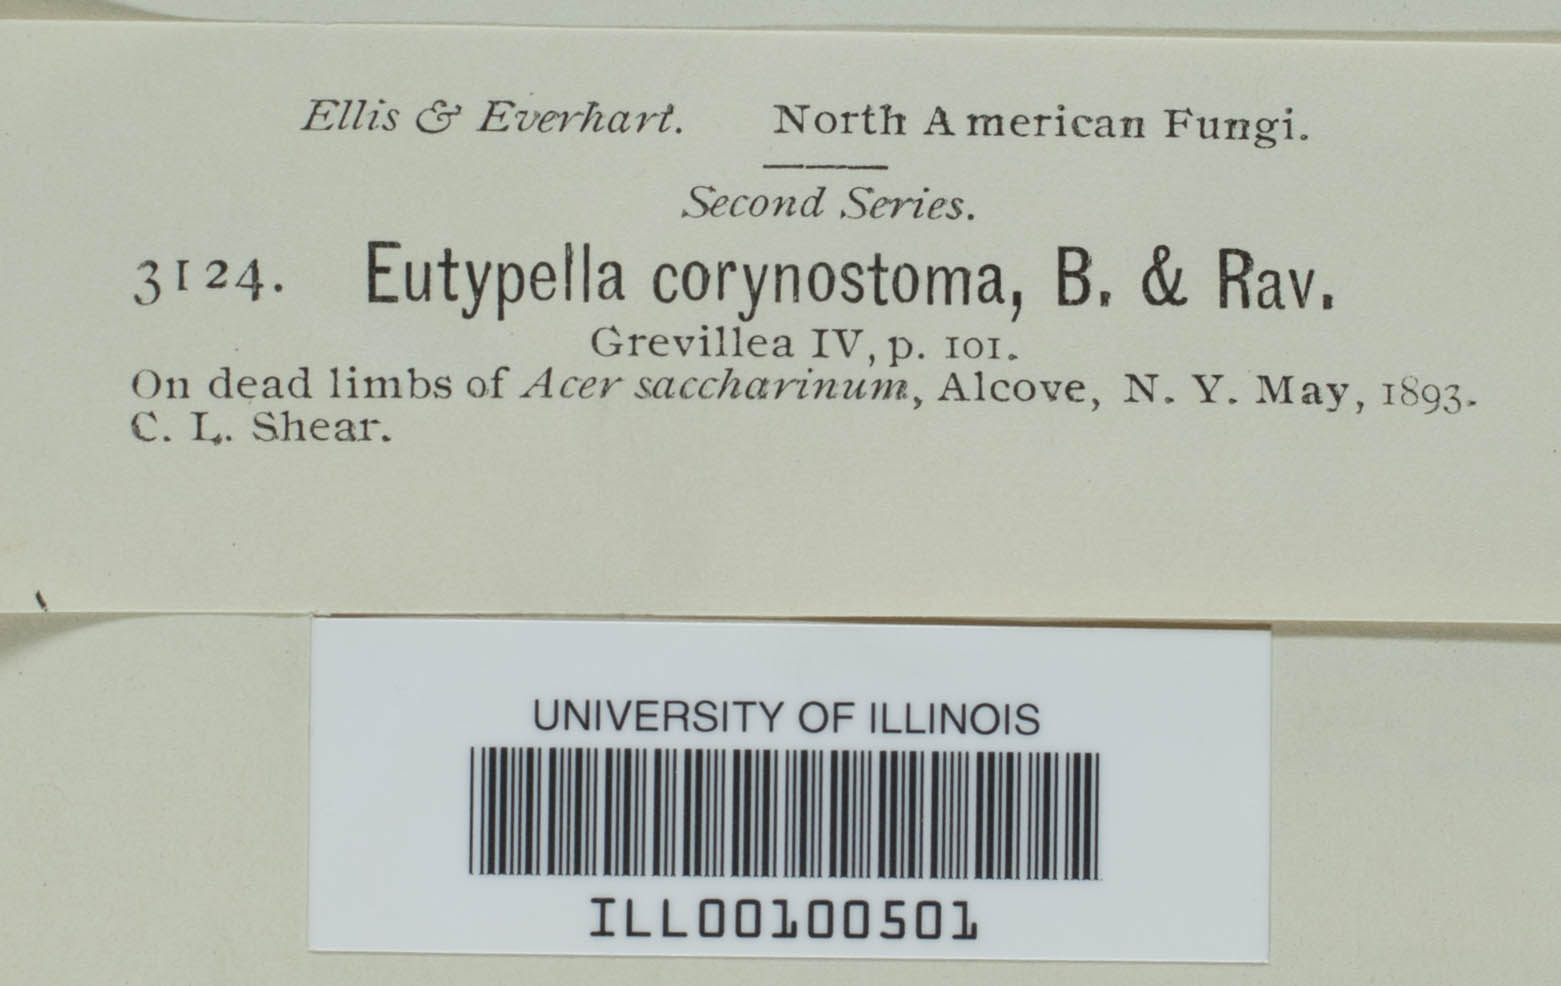 Ellis & Everhart. North American Fungi.
Second Series.
3124. Eutypella corynostoma, B. & Rav.
Grevillea IV, p. 101.
On dead limbs of Acer saccharinum, Alcove, N. Y. May, 1893.
C. L. Shear.
UNIVERSITY OF ILLINOIS
ILL00100501